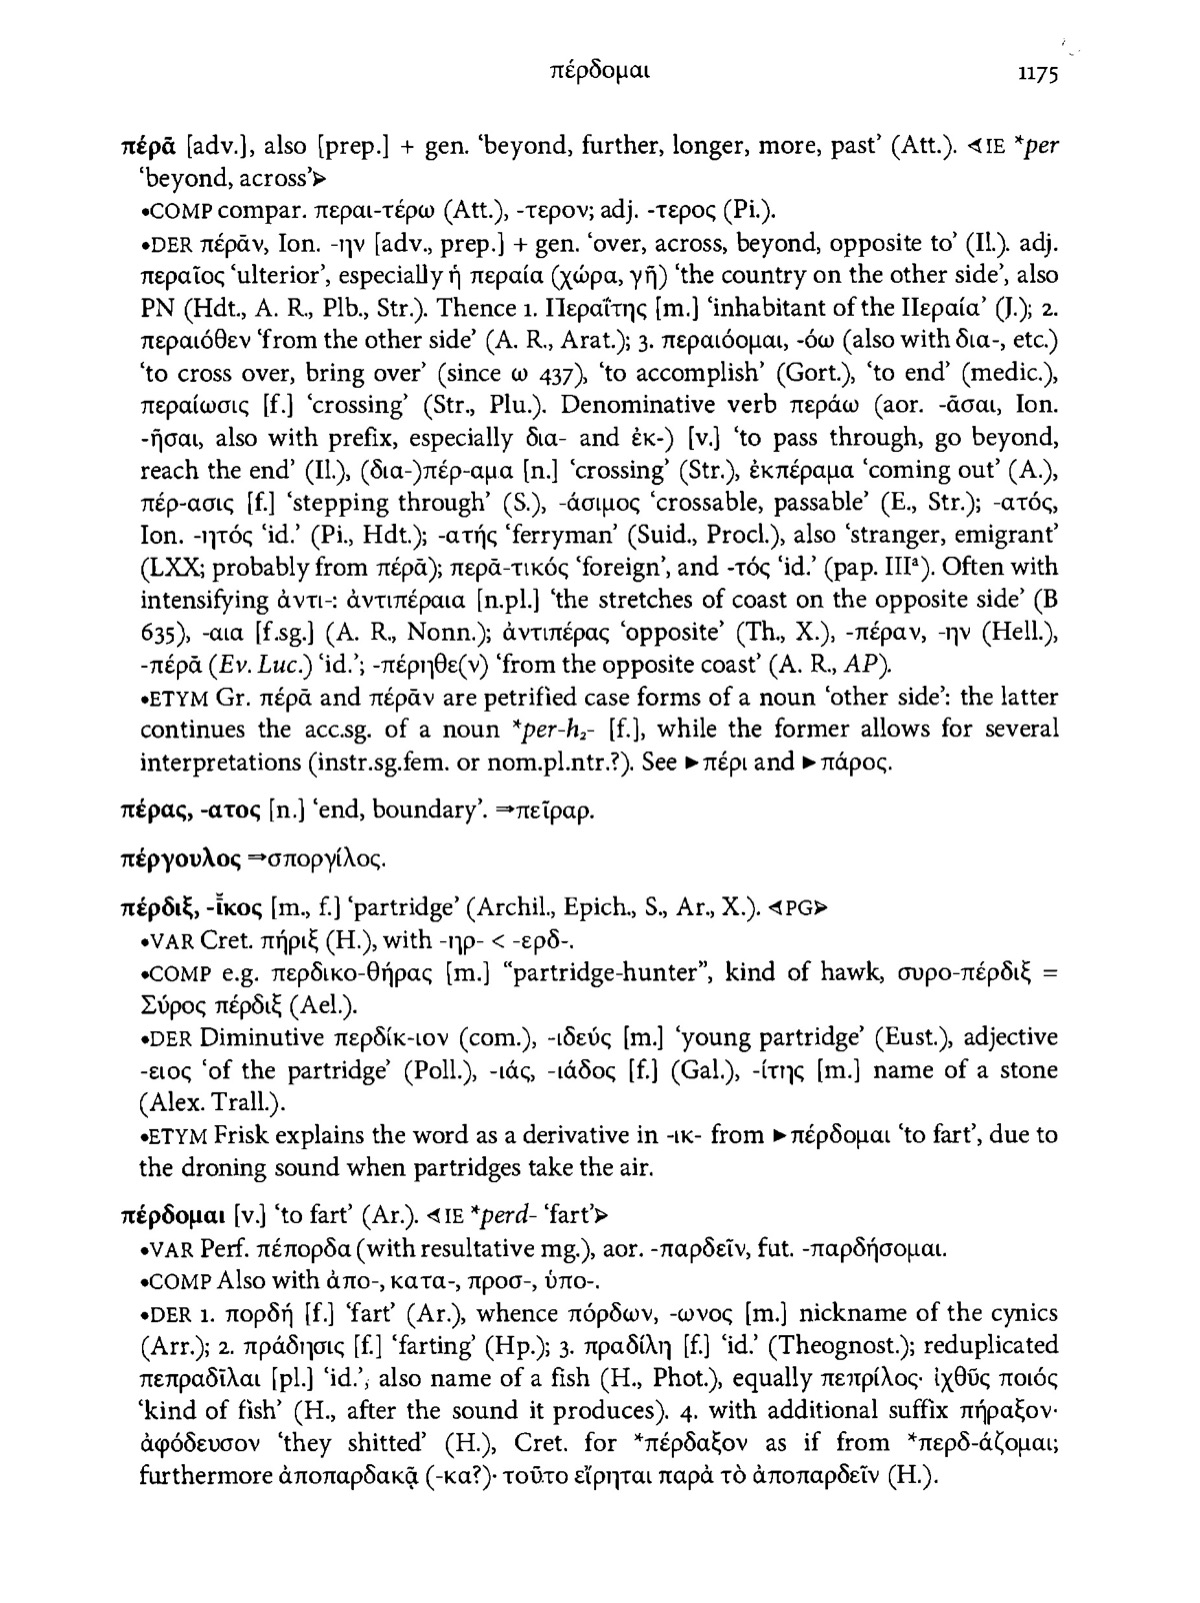 πέρδομαι 1175
πέρᾱ [adv.], also [prep.] + gen. ‘beyond, further, longer, more, past’ (Att.). ⋖IE *per
‘beyond, across’⋗
•COMP compar. περαι-τέρω (Att.), -τερον; adj. -τερος (Pi.).
•DER πέρᾱν, Ion. -ην [adv., prep.] + gen. ‘over, across, beyond, opposite to’ (Il.). adj.
περαῖος ‘ulterior’, especially ἡ περαία (χώρα, γῆ) ‘the country on the other side’, also
PN (Hdt., A. R., Plb., Str.). Thence 1. Περαΐτης [m.] ‘inhabitant of the Περαία’ (J.); 2.
περαιόθεν ‘from the other side’ (A. R., Arat.); 3. περαιόομαι, -όω (also with δια-, etc.)
‘to cross over, bring over’ (since ω 437), ‘to accomplish’ (Gort.), ‘to end’ (medic.),
περαίωσις [f.] ‘crossing’ (Str., Plu.). Denominative verb περάω (aor. -ᾶσαι, Ion.
-ῆσαι, also with prefix, especially δια- and ἐκ-) [v.] ‘to pass through, go beyond,
reach the end’ (Il.), (δια-)πέρ-αμα [n.] ‘crossing’ (Str.), ἐκπέραμα ‘coming out’ (A.),
πέρ-ασις [f.] ‘stepping through’ (S.), -άσιμος ‘crossable, passable’ (E., Str.); -ατός,
Ion. -ητός ‘id.’ (Pi., Hdt.); -ατής ‘ferryman’ (Suid., Procl.), also ‘stranger, emigrant’
(LXX; probably from πέρᾱ); περᾱ-τικός ‘foreign’, and -τός ‘id.’ (pap. IIIᵃ). Often with
intensifying ἀντι-: ἀντιπέραια [n.pl.] ‘the stretches of coast on the opposite side’ (B
635), -αια [f.sg.] (A. R., Nonn.); ἀντιπέρας ‘opposite’ (Th., X.), -πέραν, -ην (Hell.),
-πέρᾱ (Ev. Luc.) ‘id.’; -πέρηθε(ν) ‘from the opposite coast’ (A. R., AP).
•ETYM Gr. πέρᾱ and πέρᾱν are petrified case forms of a noun ‘other side’: the latter
continues the acc.sg. of a noun *per-h₂- [f.], while the former allows for several
interpretations (instr.sg.fem. or nom.pl.ntr.?). See ►πέρι and ►πάρος.
πέρας, -ατος [n.] ‘end, boundary’. ⇒πεῖραρ.
πέργουλος ⇒σποργίλος.
πέρδιξ, -ῑ̆κος [m., f.] ‘partridge’ (Archil., Epich., S., Ar., X.). ⋖PG⋗
•VAR Cret. πήριξ (H.), with -ηρ- < -ερδ-.
•COMP e.g. περδικο-θήρας [m.] “partridge-hunter”, kind of hawk, συρο-πέρδιξ =
Σύρος πέρδιξ (Ael.).
•DER Diminutive περδίκ-ιον (com.), -ιδεύς [m.] ‘young partridge’ (Eust.), adjective
-ειος ‘of the partridge’ (Poll.), -ιάς, -ιάδος [f.] (Gal.), -ίτης [m.] name of a stone
(Alex. Trall.).
•ETYM Frisk explains the word as a derivative in -ικ- from ►πέρδομαι ‘to fart’, due to
the droning sound when partridges take the air.
πέρδομαι [v.] ‘to fart’ (Ar.). ⋖IE *perd- ‘fart’⋗
•VAR Perf. πέπορδα (with resultative mg.), aor. -παρδεῖν, fut. -παρδήσομαι.
•COMP Also with ἀπο-, κατα-, προσ-, ὑπο-.
•DER 1. πορδή [f.] ‘fart’ (Ar.), whence πόρδων, -ωνος [m.] nickname of the cynics
(Arr.); 2. πράδησις [f.] ‘farting’ (Hp.); 3. πραδίλη [f.] ‘id.’ (Theognost.); reduplicated
πεπραδῖλαι [pl.] ‘id.’, also name of a fish (H., Phot.), equally πεπρίλος· ἰχθῦς ποιός
‘kind of fish’ (H., after the sound it produces). 4. with additional suffix πήραξον·
ἀφόδευσον ‘they shitted’ (H.), Cret. for *πέρδαξον as if from *περδ-άζομαι;
furthermore ἀποπαρδακᾷ (-κα?)· τοῦτο εἴρηται παρὰ τὸ ἀποπαρδεῖν (H.).